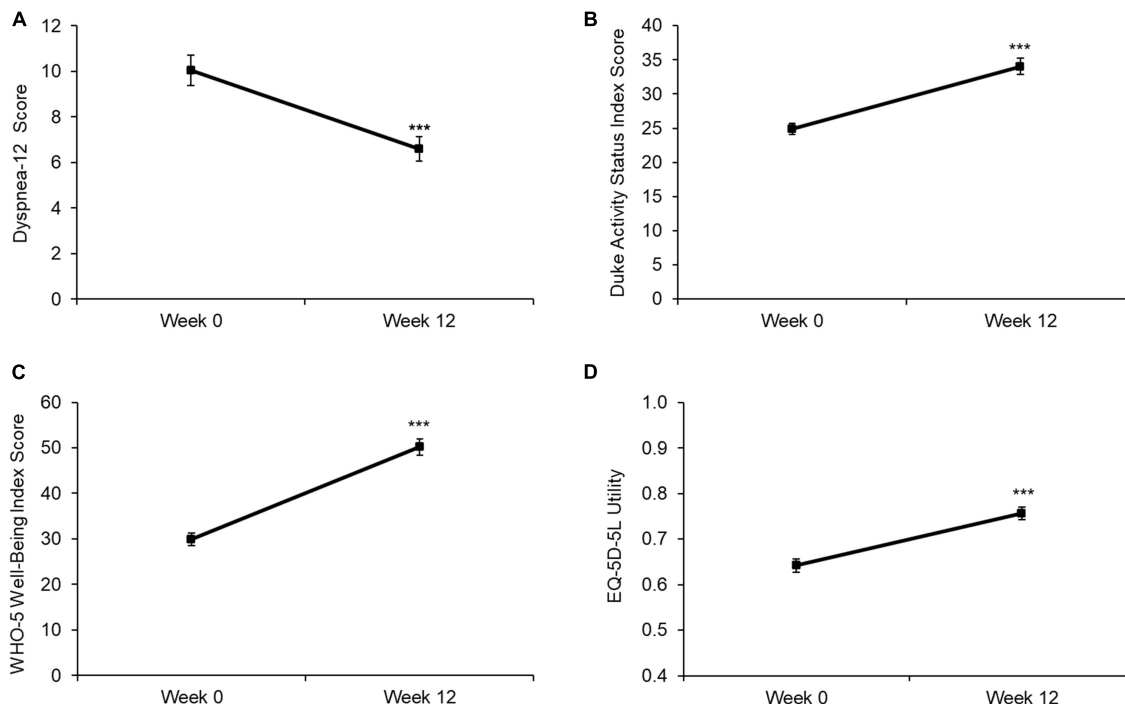 A
Dyspnea-12 Score
12
10
8
6
4
2
0
***
Week 0
Week 12
B
Duke Activity Status Index Score
40
35
30
25
20
15
10
5
0
***
Week 0
Week 12
C
WHO-5 Well-Being Index Score
60
50
40
30
20
10
0
***
Week 0
Week 12
D
EQ-5D-5L Utility
1.0
0.9
0.8
0.7
0.6
0.5
0.4
***
Week 0
Week 12